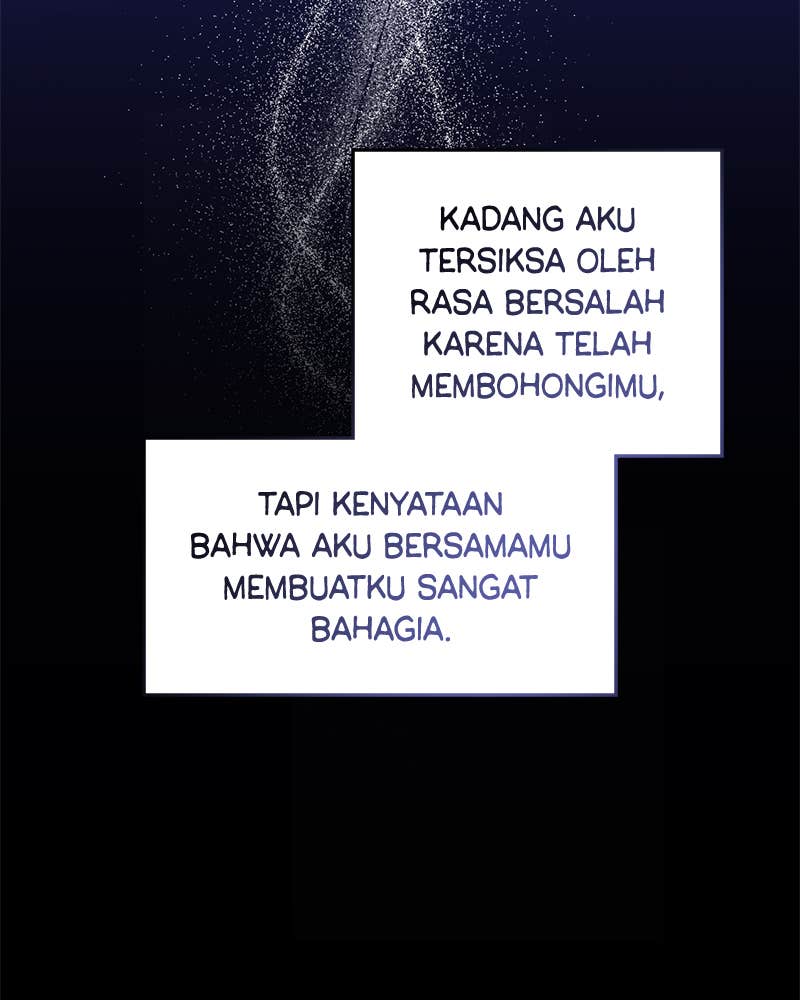 KADANG AKU
TERSIKSA OLEH
RASA BERSALAH
KARENA TELAH
MEMBOHONGIMU,
TAPI KENYATAAN
BAHWA AKU BERSAMAMU
MEMBUATKU SANGAT
BAHAGIA.